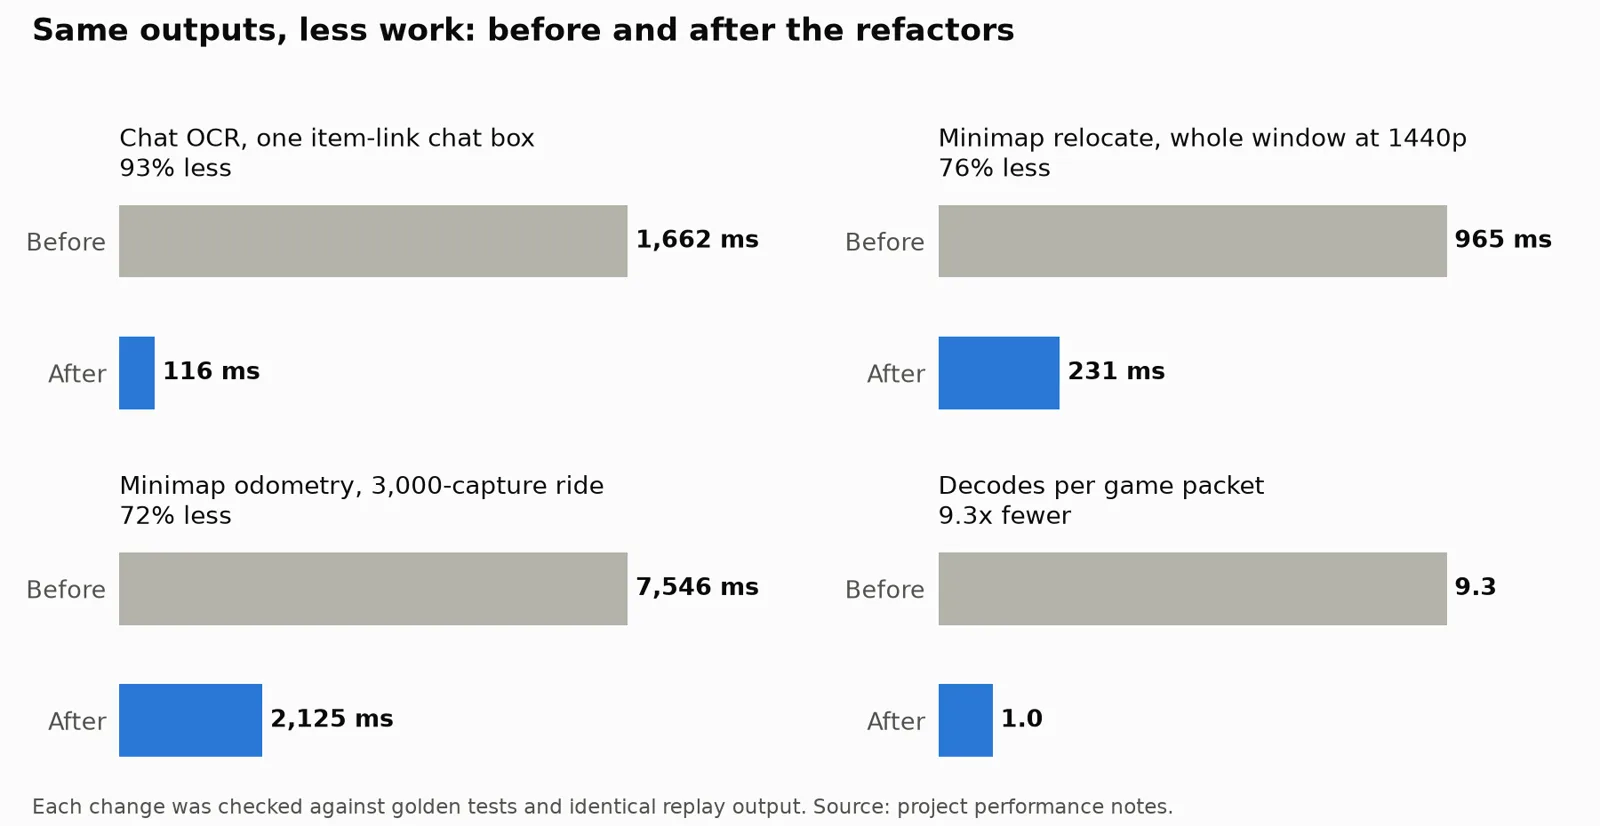 Same outputs, less work: before and after the refactors
Chat OCR, one item-link chat box
93% less
Before
1,662 ms
After
116 ms
Minimap relocate, whole window at 1440p
76% less
Before
965 ms
After
231 ms
Minimap odometry, 3,000-capture ride
72% less
Before
7,546 ms
After
2,125 ms
Decodes per game packet
9.3x fewer
Before
9.3
After
1.0
Each change was checked against golden tests and identical replay output. Source: project performance notes.